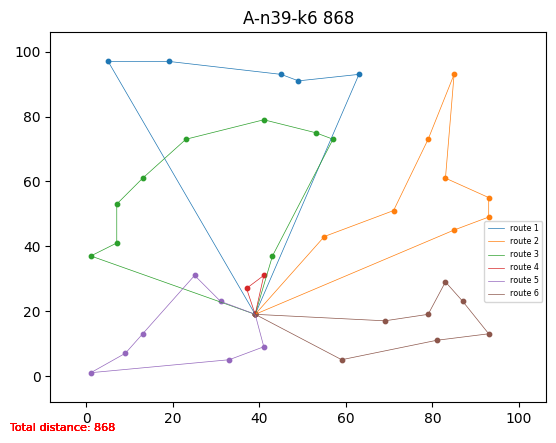 A-n39-k6 868
100
80
60
40
20
0
route 1
route 2
route 3
route 4
route 5
route 6
0 20 40 60 80 100
Total distance: 868